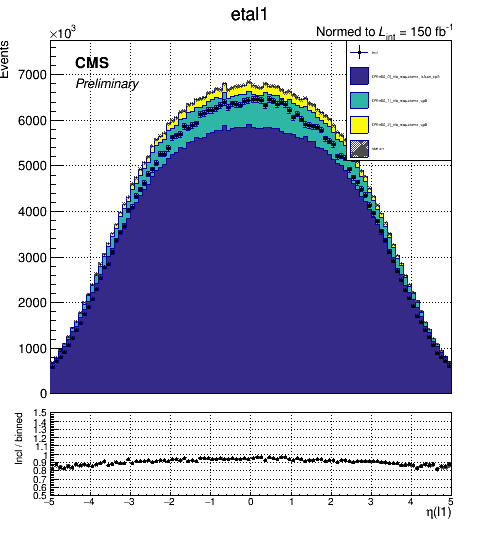 etal1
Normed to L_int = 150 fb⁻¹
×10³
Events
CMS
Preliminary
7000
6000
5000
4000
3000
2000
1000
0
Incl / binned
1.5
1.4
1.3
1.2
1.1
1
0.9
0.8
0.7
0.6
0.5
−5 −4 −3 −2 −1 0 1 2 3 4 5
η(l1)